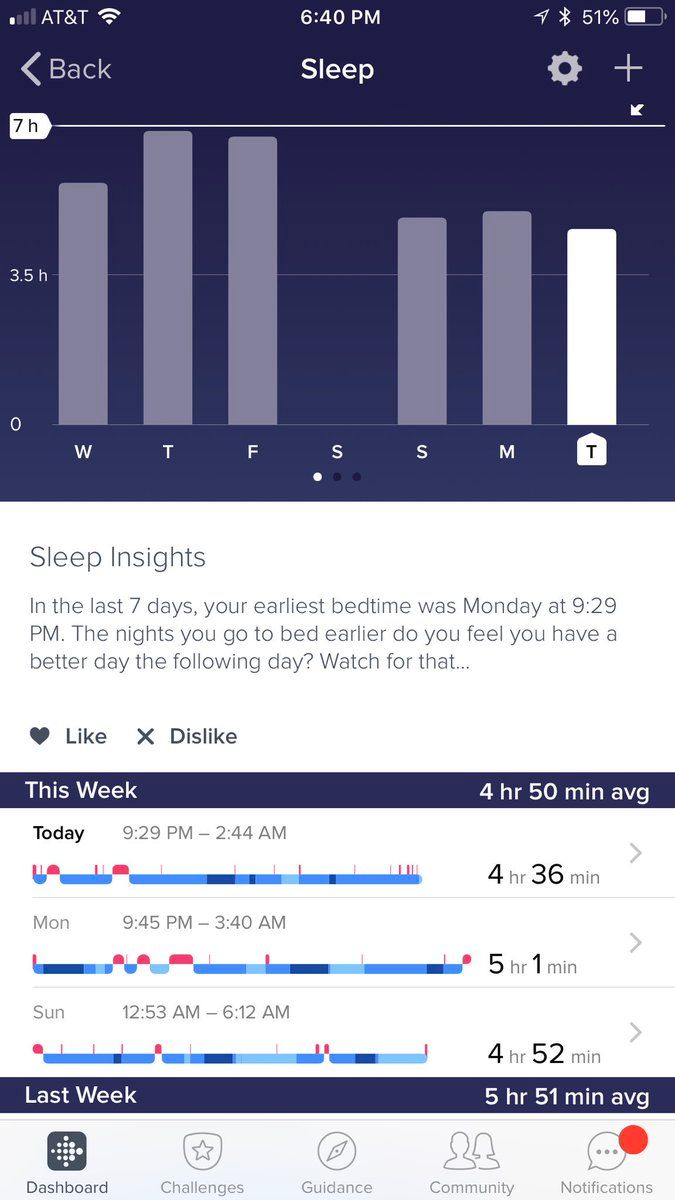 AT&T 6:40 PM 51%
Back Sleep
7 h
3.5 h
0
W T F S S M T
Sleep Insights
In the last 7 days, your earliest bedtime was Monday at 9:29
PM. The nights you go to bed earlier do you feel you have a
better day the following day? Watch for that...
Like Dislike
This Week 4 hr 50 min avg
Today 9:29 PM – 2:44 AM
4 hr 36 min
Mon 9:45 PM – 3:40 AM
5 hr 1 min
Sun 12:53 AM – 6:12 AM
4 hr 52 min
Last Week 5 hr 51 min avg
Dashboard Challenges Guidance Community Notifications